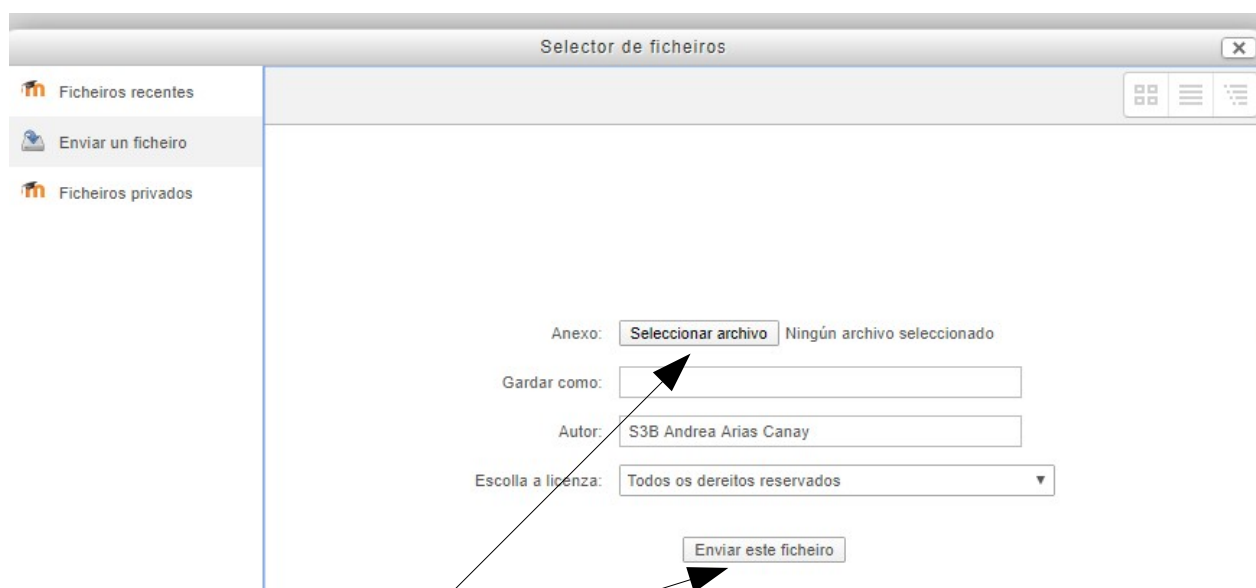 Selector de ficheiros
Ficheiros recentes
Enviar un ficheiro
Ficheiros privados
Anexo: Seleccionar archivo Ningún archivo seleccionado
Gardar como:
Autor: S3B Andrea Arias Canay
Escolla a licenza: Todos os dereitos reservados
Enviar este ficheiro